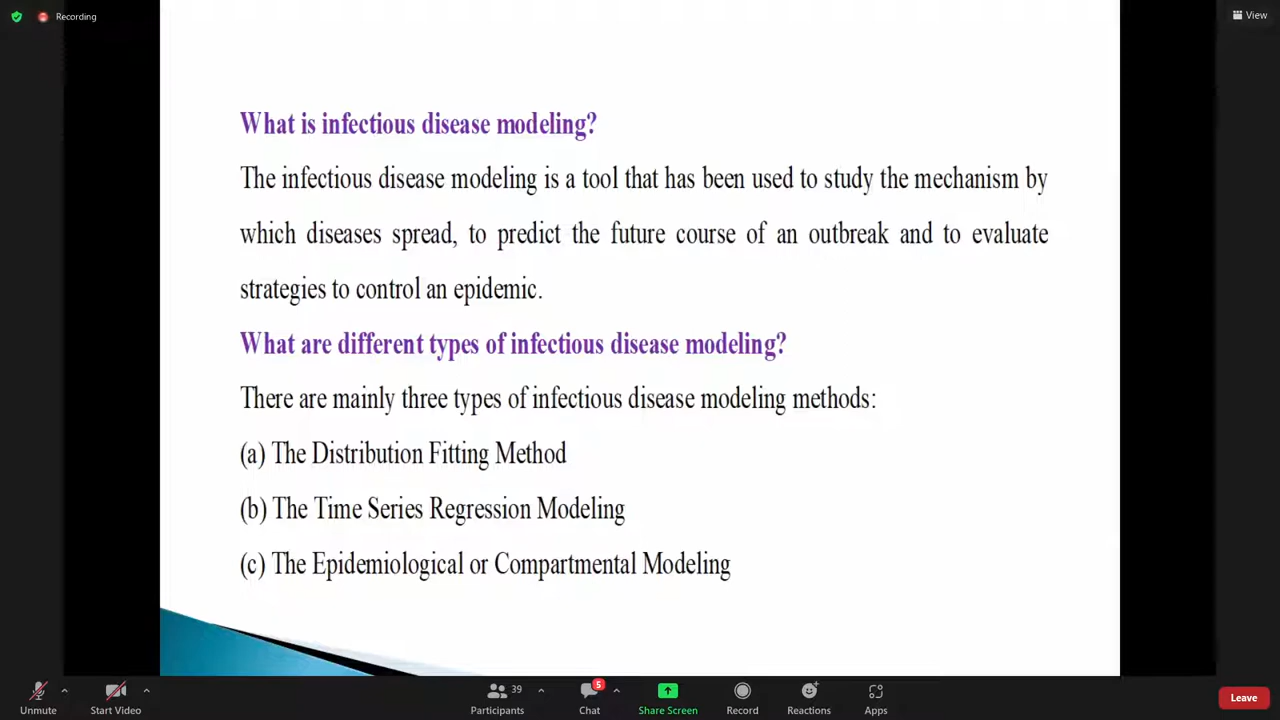 Recording
View
What is infectious disease modeling?
The infectious disease modeling is a tool that has been used to study the mechanism by
which diseases spread, to predict the future course of an outbreak and to evaluate
strategies to control an epidemic.
What are different types of infectious disease modeling?
There are mainly three types of infectious disease modeling methods:
(a) The Distribution Fitting Method
(b) The Time Series Regression Modeling
(c) The Epidemiological or Compartmental Modeling
39
5
Unmute
Start Video
Participants
Chat
Share Screen
Record
Reactions
Apps
Leave